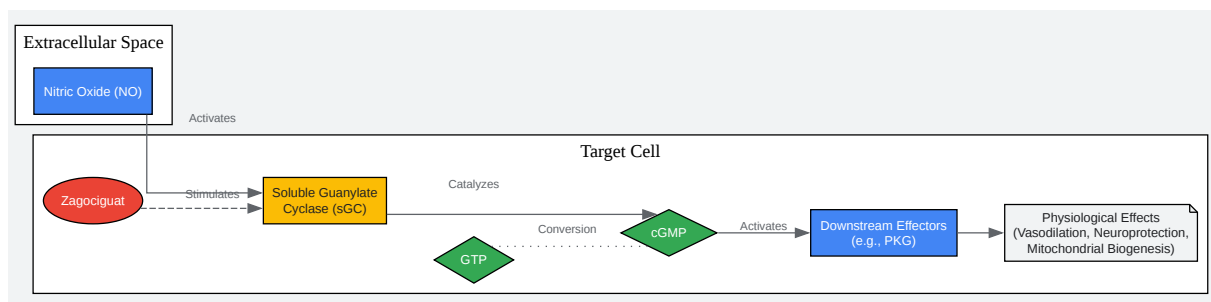 Extracellular Space
Nitric Oxide (NO)
Activates
Target Cell
Zagociguat
Stimulates
Soluble Guanylate
Cyclase (sGC)
Catalyzes
Conversion
GTP
cGMP
Activates
Downstream Effectors
(e.g., PKG)
Physiological Effects
(Vasodilation, Neuroprotection,
Mitochondrial Biogenesis)